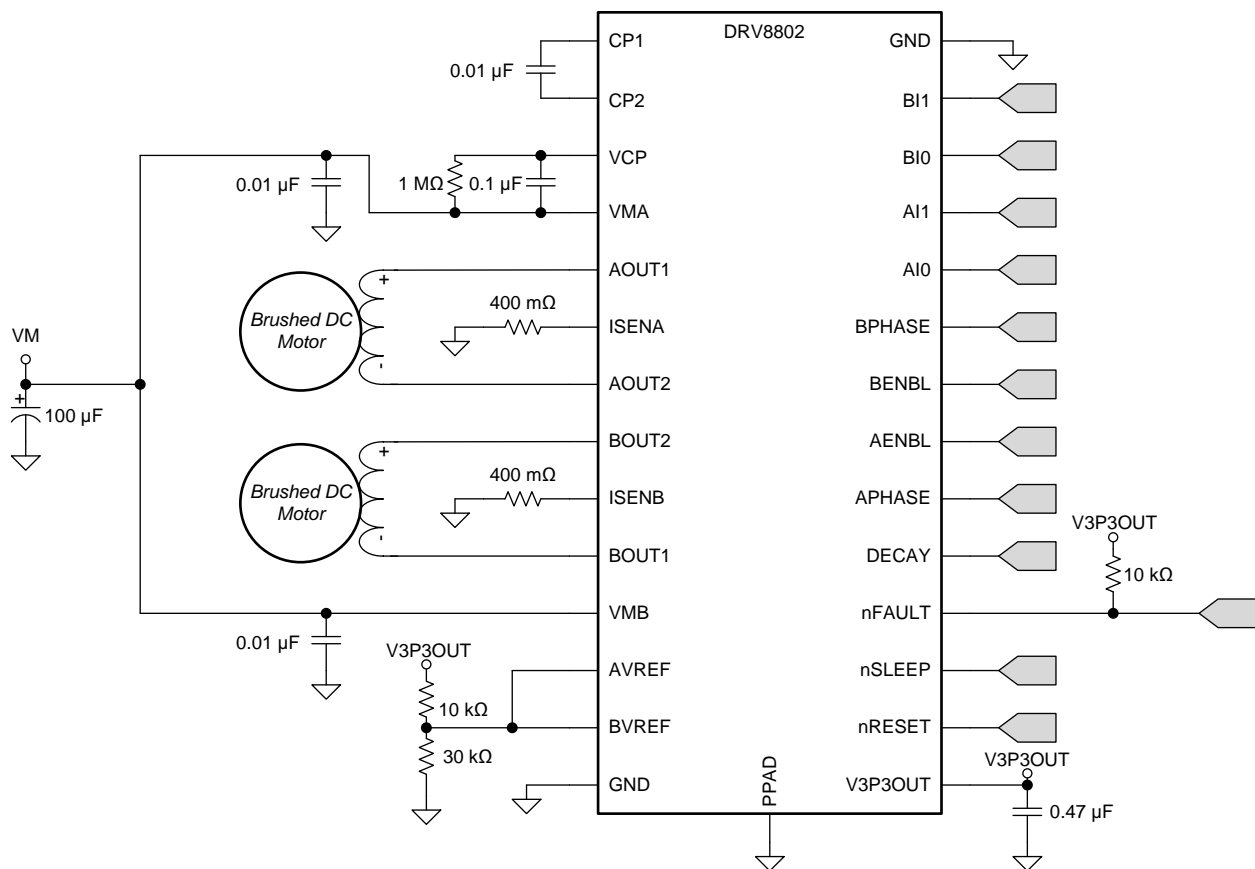 DRV8802
CP1
0.01 µF
CP2
VCP
0.01 µF
1 MΩ
0.1 µF
VMA
AOUT1
+
Brushed DC
Motor
400 mΩ
ISENA
-
AOUT2
VM
+
100 µF
BOUT2
+
Brushed DC
Motor
400 mΩ
ISENB
-
BOUT1
VMB
0.01 µF
V3P3OUT
AVREF
10 kΩ
BVREF
30 kΩ
GND
PPAD
GND
BI1
BI0
AI1
AI0
BPHASE
BENBL
AENBL
APHASE
DECAY
V3P3OUT
10 kΩ
nFAULT
nSLEEP
nRESET
V3P3OUT
V3P3OUT
0.47 µF